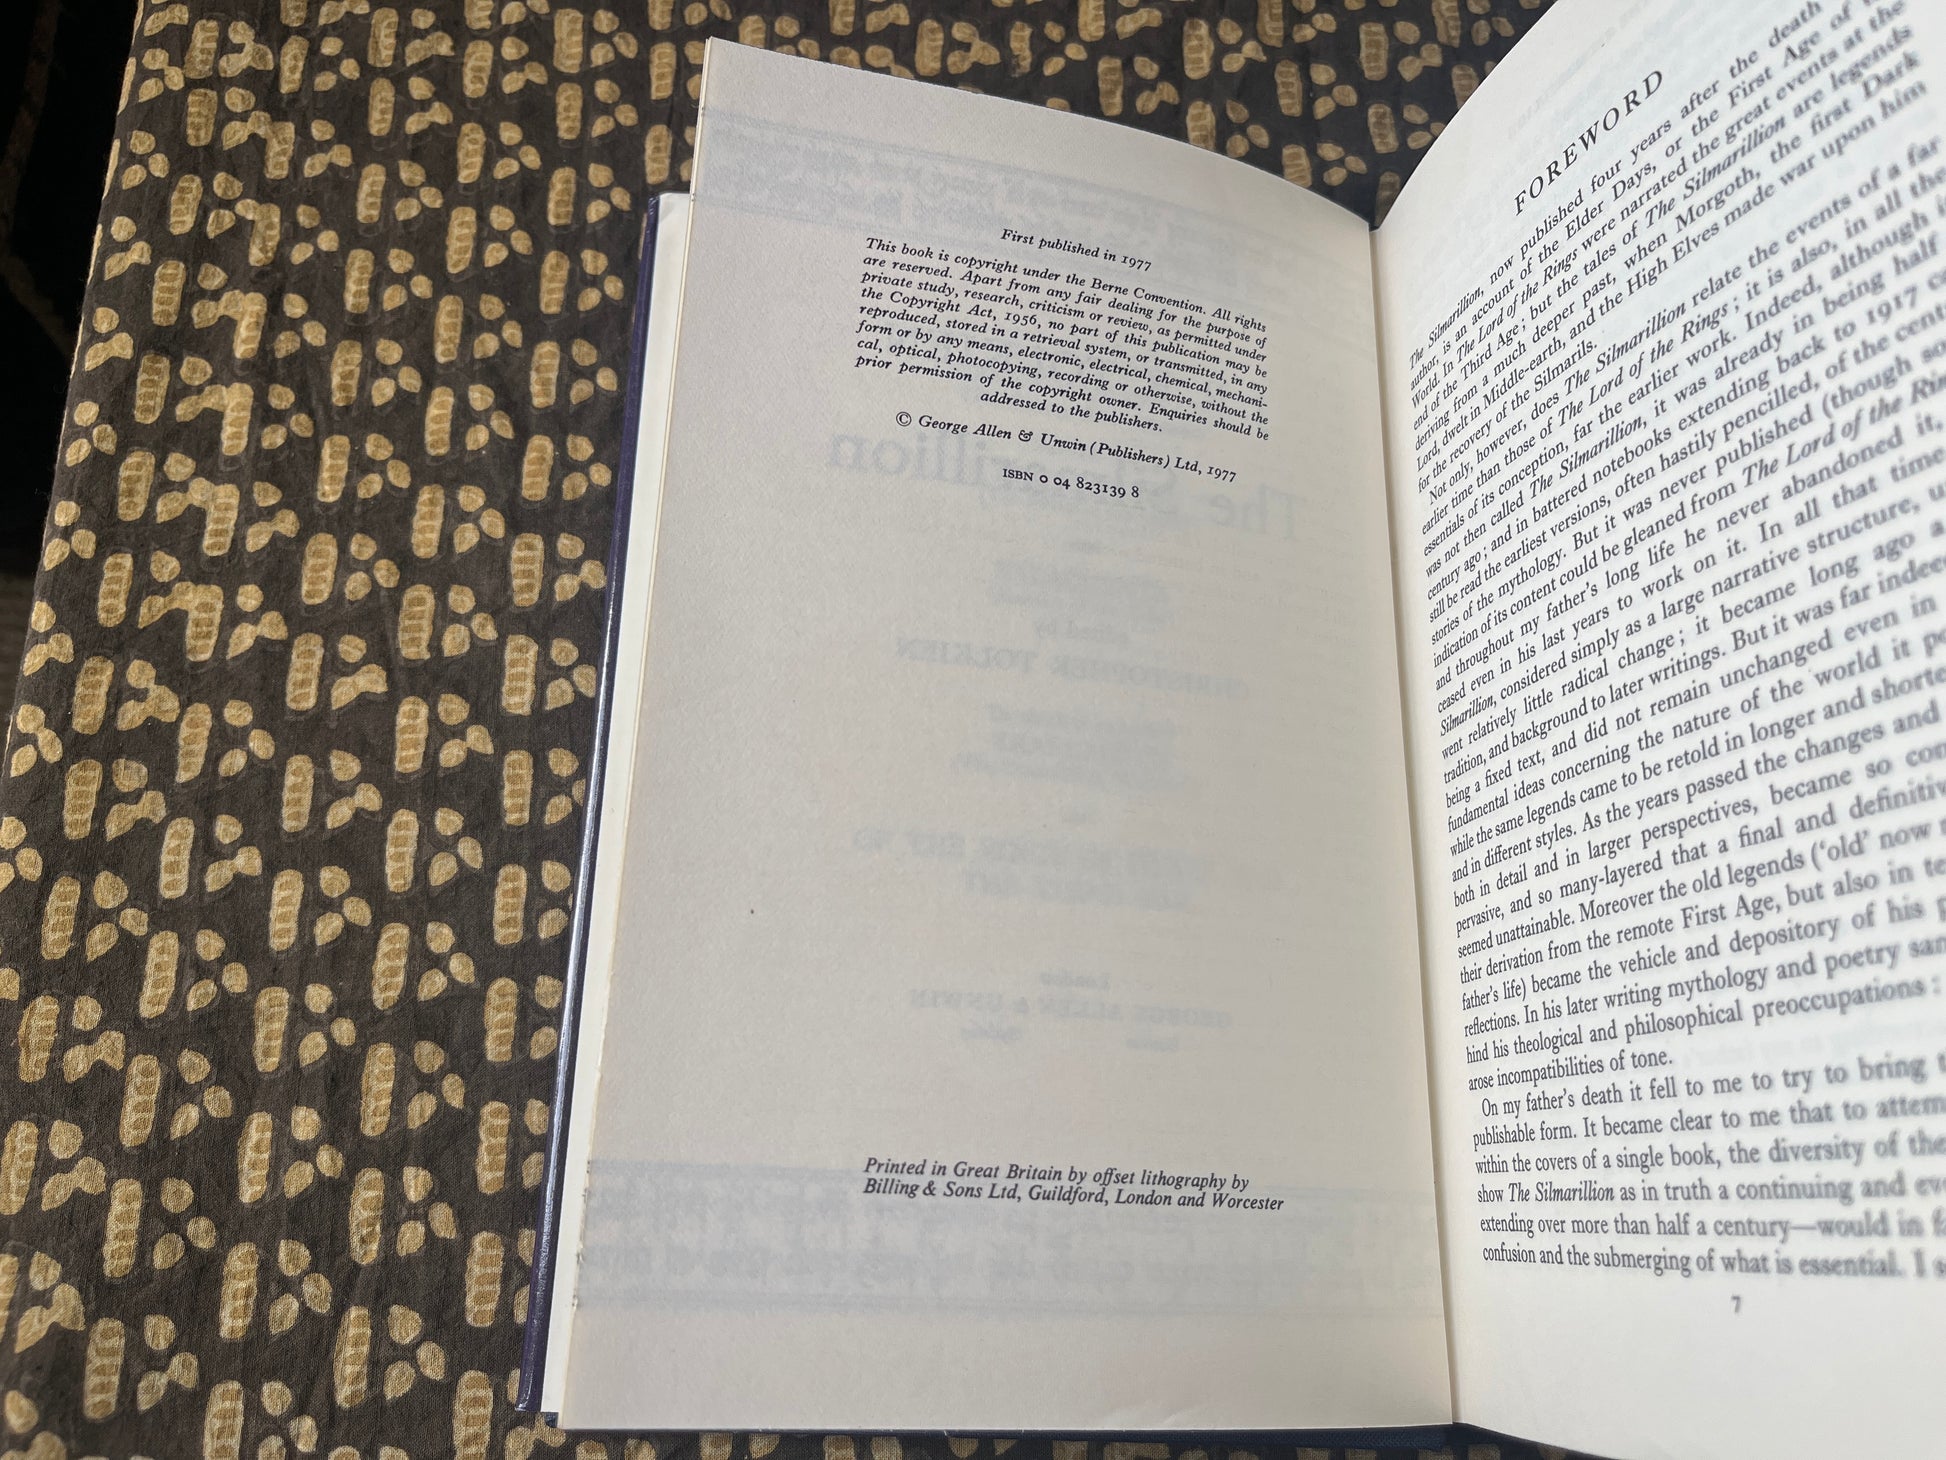 First published in 1977
This book is copyright under the Berne Convention. All rights
are reserved. Apart from any fair dealing for the purpose of
private study, research, criticism or review, as permitted under
the Copyright Act, 1956, no part of this publication may be
reproduced, stored in a retrieval system, or transmitted, in any
form or by any means, electronic, electrical, chemical, mechani-
cal, optical, photocopying, recording or otherwise, without the
prior permission of the copyright owner. Enquiries should be
addressed to the publishers.
© George Allen & Unwin (Publishers) Ltd, 1977
ISBN 0 04 823139 8
Printed in Great Britain by offset lithography by
Billing & Sons Ltd, Guildford, London and Worcester
FOREWORD
The Silmarillion, now published four years after the death
author, is an account of the Elder Days, or the First Age of
World. In The Lord of the Rings were narrated the great events at the
end of the Third Age; but the tales of The Silmarillion are legends
deriving from a much deeper past, when Morgoth, the first Dark
Lord, dwelt in Middle-earth, and the High Elves made war upon him
for the recovery of the Silmarils.
Not only, however, does The Silmarillion relate the events of a far
earlier time than those of The Lord of the Rings; it is also, in all the
essentials of its conception, far the earlier work. Indeed, although
was not then called The Silmarillion, it was already in being half
century ago; and in battered notebooks extending back to 1917
still be read the earliest versions, often hastily pencilled, of the
stories of the mythology. But it was never published (though
indication of its content could be gleaned from The Lord of the
and throughout my father's long life he never abandoned it,
ceased even in his last years to work on it. In all that time
Silmarillion, considered simply as a large narrative structure,
went relatively little radical change; it became long ago a
tradition, and background to later writings. But it was far indeed
being a fixed text, and did not remain unchanged even in
fundamental ideas concerning the nature of the world it
while the same legends came to be retold in longer and shorter
and in different styles. As the years passed the changes and
both in detail and in larger perspectives, became so
pervasive, and so many-layered that a final and definitive
seemed unattainable. Moreover the old legends ('old' now
their derivation from the remote First Age, but also in
father's life) became the vehicle and depository of his
reflections. In his later writing mythology and poetry
hind his theological and philosophical preoccupations:
arose incompatibilities of tone.
On my father's death it fell to me to try to bring
publishable form. It became clear to me that to
within the covers of a single book, the diversity of the
show The Silmarillion as in truth a continuing and
extending over more than half a century—would in
confusion and the submerging of what is essential. I
7